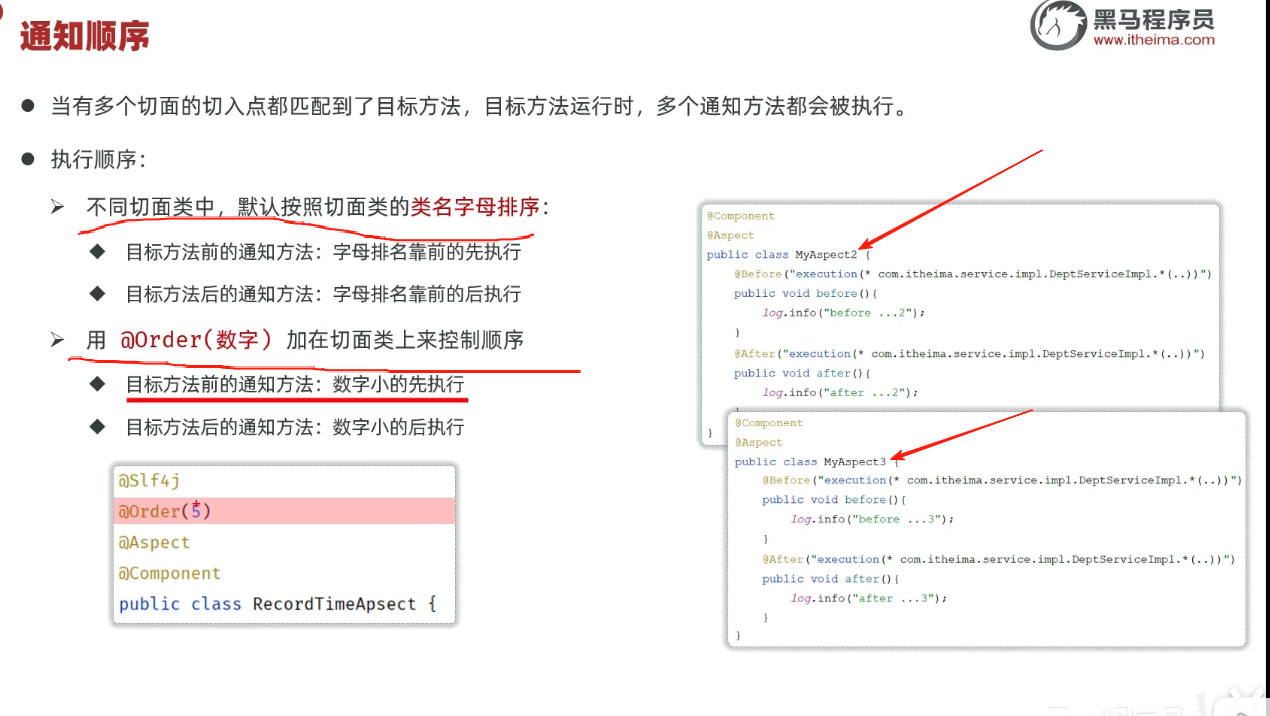 通知顺序
黑马程序员
www.itheima.com
● 当有多个切面的切入点都匹配到了目标方法，目标方法运行时，多个通知方法都会被执行。
● 执行顺序：
➢ 不同切面类中，默认按照切面类的类名字母排序：
◆ 目标方法前的通知方法：字母排名靠前的先执行
◆ 目标方法后的通知方法：字母排名靠前的后执行
➢ 用 @Order(数字) 加在切面类上来控制顺序
◆ 目标方法前的通知方法：数字小的先执行
◆ 目标方法后的通知方法：数字小的后执行
@Slf4j
@Order(5)
@Aspect
@Component
public class RecordTimeApsect {
@Component
@Aspect
public class MyAspect2 {
@Before("execution(* com.itheima.service.impl.DeptServiceImpl.*(..))")
public void before(){
log.info("before ...2");
}
@After("execution(* com.itheima.service.impl.DeptServiceImpl.*(..))")
public void after(){
log.info("after ...2");
}
@Component
@Aspect
public class MyAspect3 {
@Before("execution(* com.itheima.service.impl.DeptServiceImpl.*(..))")
public void before(){
log.info("before ...3");
}
@After("execution(* com.itheima.service.impl.DeptServiceImpl.*(..))")
public void after(){
log.info("after ...3");
}
}